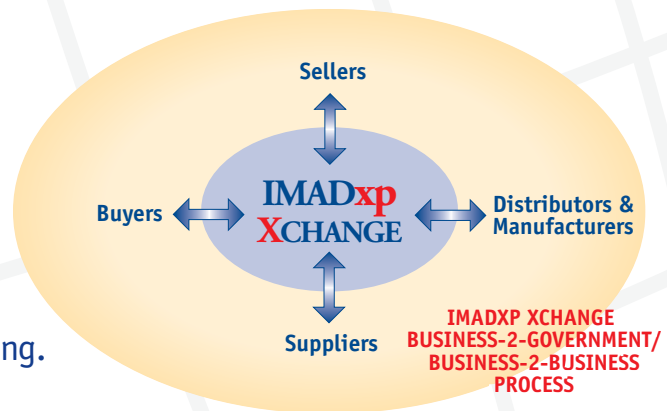 Sellers
IMADxp
XCHANGE
Buyers
Distributors &
Manufacturers
Suppliers
ng.
IMADXP XCHANGE
BUSINESS-2-GOVERNMENT/
BUSINESS-2-BUSINESS
PROCESS